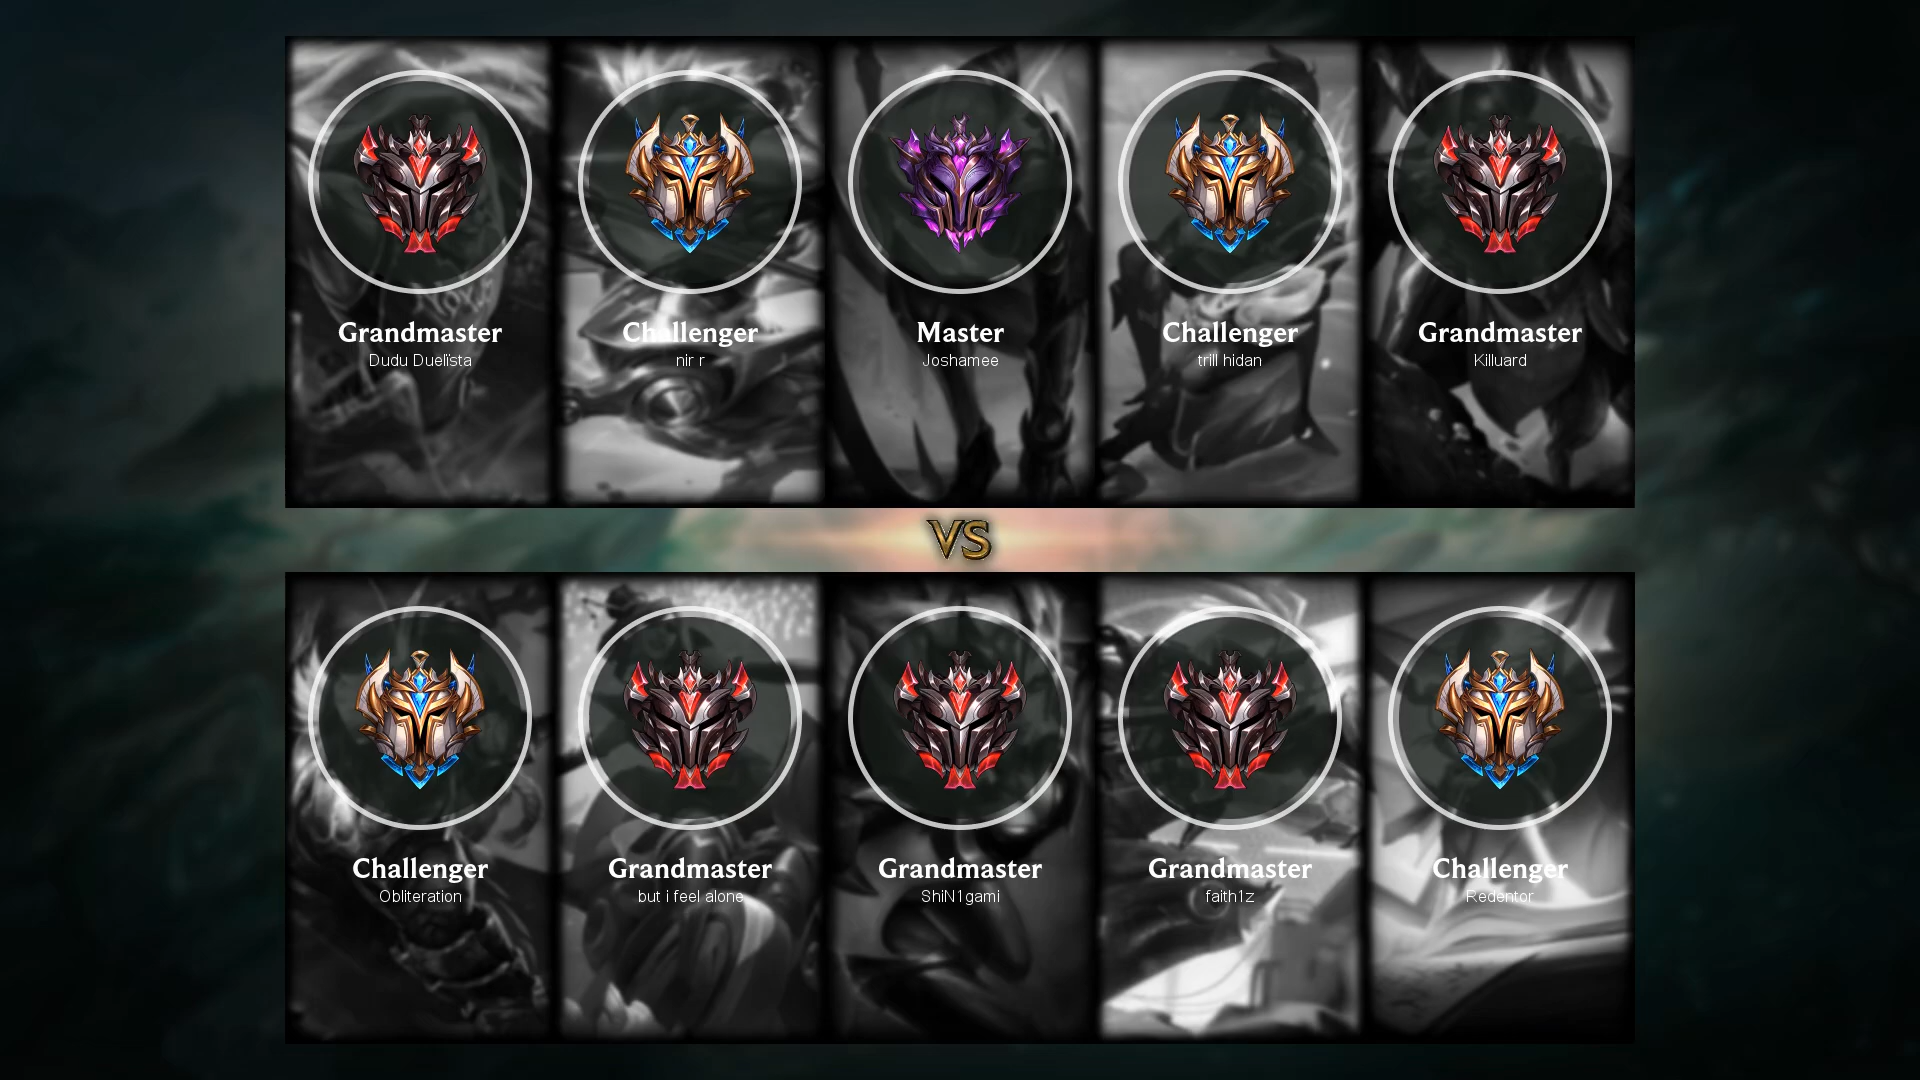 Grandmaster
Dudu Duelista
Challenger
nir r
Master
Joshamee
Challenger
trill hidan
Grandmaster
Killuard
VS
Challenger
Obliteration
Grandmaster
but i feel alone
Grandmaster
ShiN1gami
Grandmaster
faith1z
Challenger
Redentor